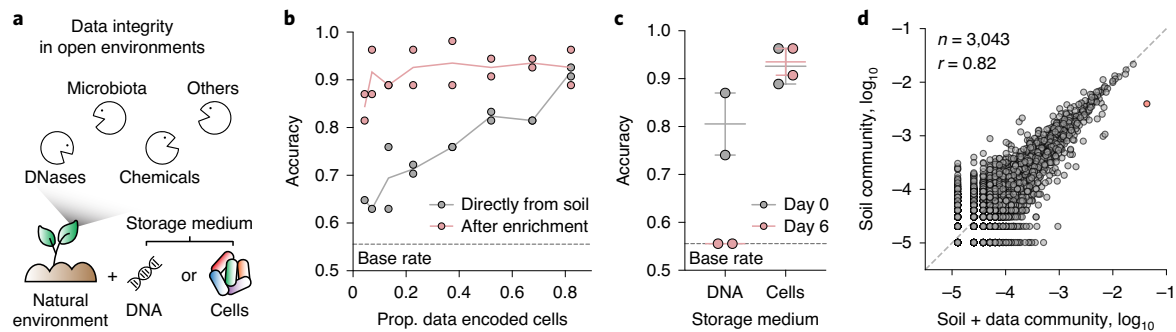 a
Data integrity
in open environments
Microbiota
Others
DNases
Chemicals
Storage medium
+
or
Natural
environment
DNA
Cells
b
Accuracy
1.0
0.9
0.8
0.7
0.6
0.5
Directly from soil
After enrichment
Base rate
0
0.2
0.4
0.6
0.8
Prop. data encoded cells
c
Accuracy
1.0
0.9
0.8
0.7
0.6
0.5
Day 0
Day 6
Base rate
DNA
Cells
Storage medium
d
Soil community, log10
−1
−2
−3
−4
−5
n = 3,043
r = 0.82
−5
−4
−3
−2
−1
Soil + data community, log10